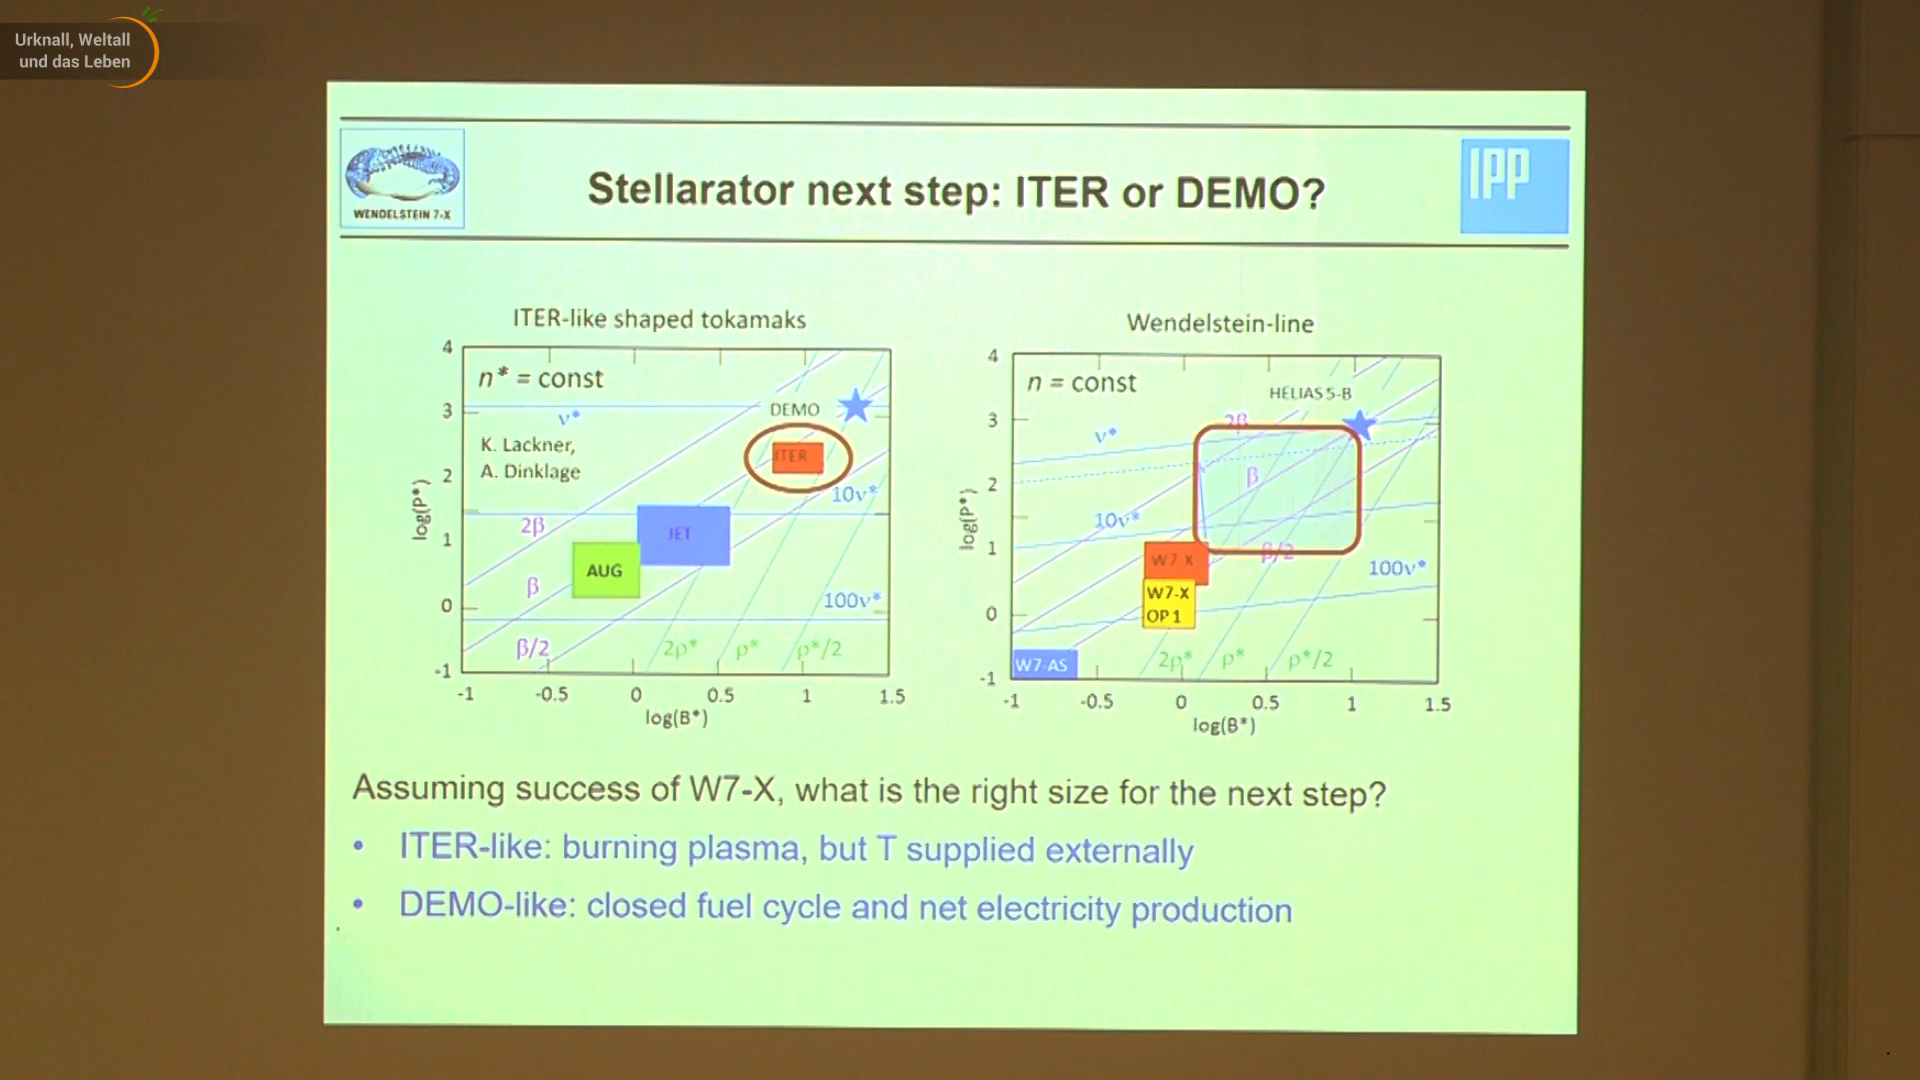 Urknall, Weltall
und das Leben
WENDELSTEIN 7-X
Stellarator next step: ITER or DEMO?
IPP
ITER-like shaped tokamaks
4
3
2
1
0
-1
log(P*)
n* = const
ν*
K. Lackner,
A. Dinklage
DEMO
ITER
10ν*
2β
JET
AUG
β
100ν*
β/2
2ρ*
ρ*
ρ*/2
-1
-0.5
0
0.5
1
1.5
log(B*)
Wendelstein-line
4
3
2
1
0
-1
log(P*)
n = const
HELIAS 5-B
2β
ν*
β
10ν*
β/2
W7-X
100ν*
W7-X
OP 1
W7-AS
2ρ*
ρ*
ρ*/2
-1
-0.5
0
0.5
1
1.5
log(B*)
Assuming success of W7-X, what is the right size for the next step?
• ITER-like: burning plasma, but T supplied externally
• DEMO-like: closed fuel cycle and net electricity production